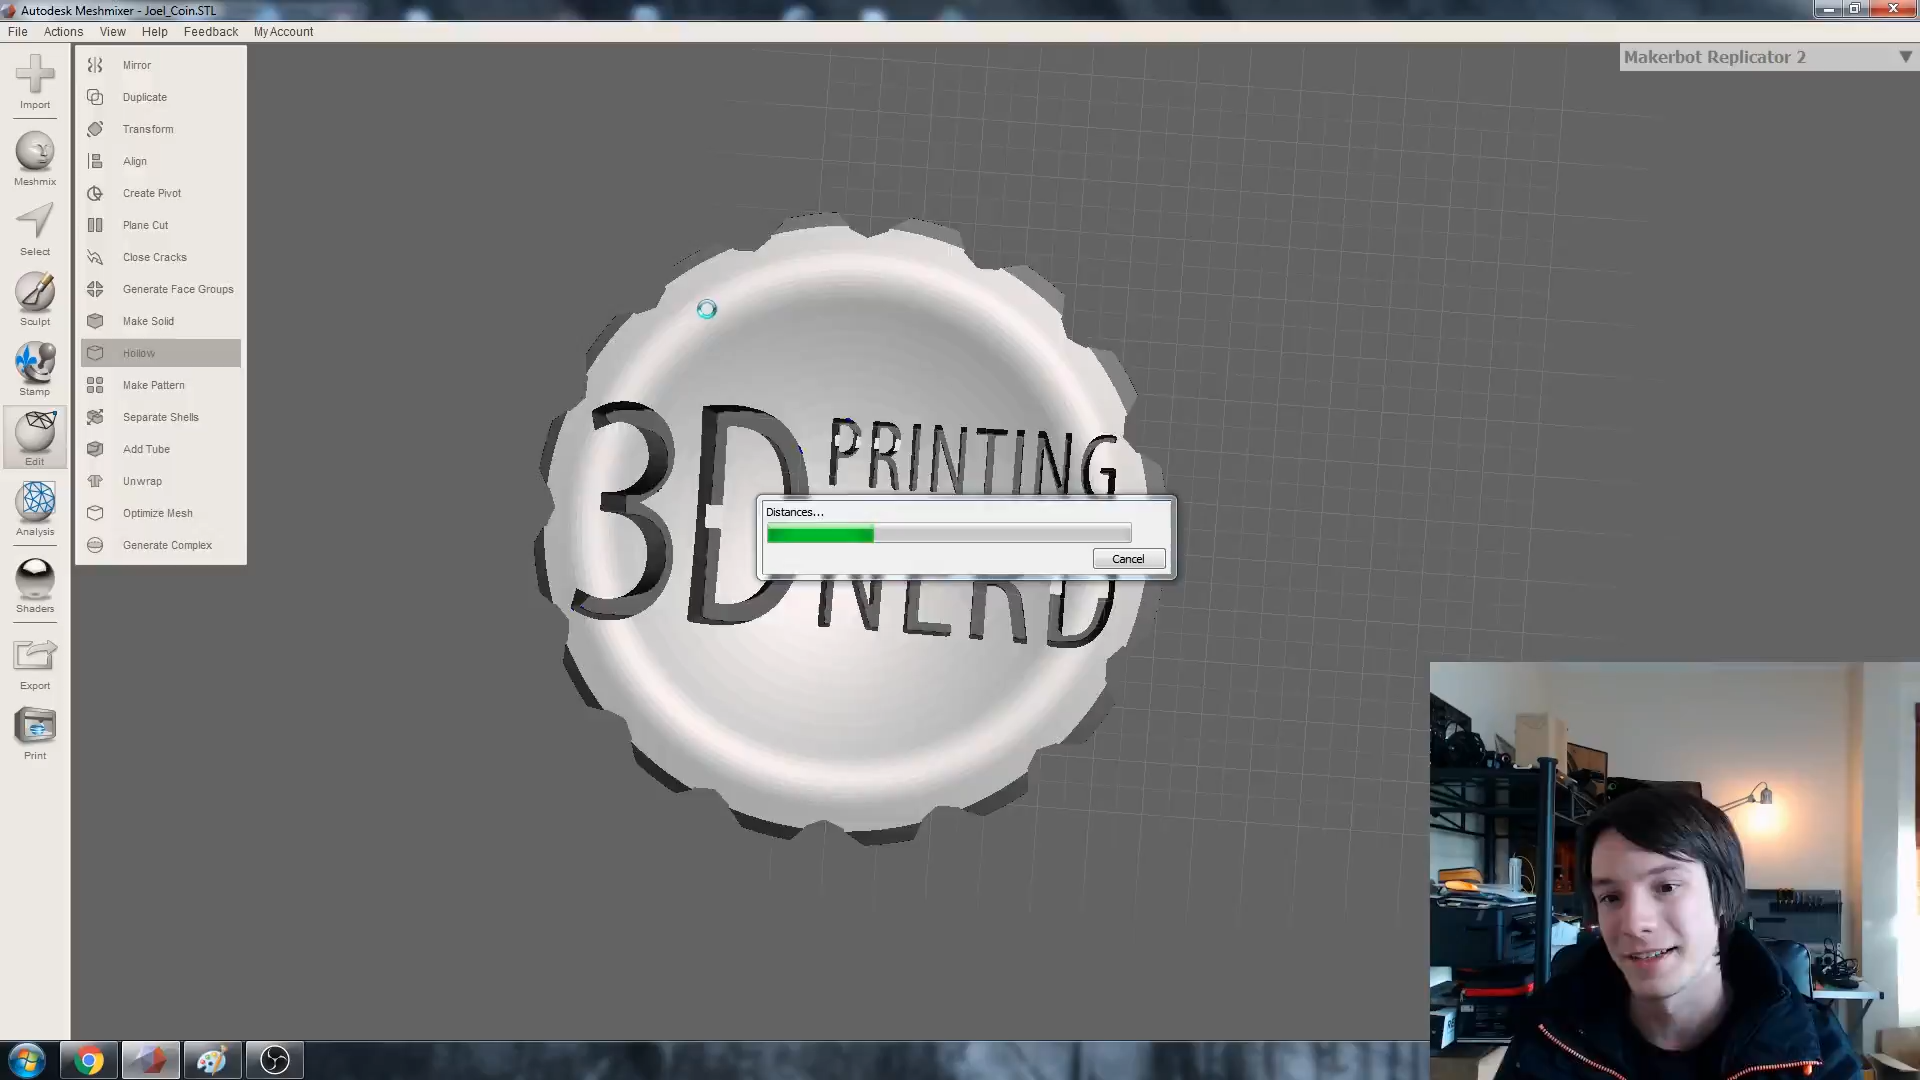 Autodesk Meshmixer - Joel_Coin.STL
File Actions View Help Feedback My Account
Makerbot Replicator 2
Import
Meshmix
Select
Sculpt
Stamp
Edit
Analysis
Shaders
Export
Print
Mirror
Duplicate
Transform
Align
Create Pivot
Plane Cut
Close Cracks
Generate Face Groups
Make Solid
Hollow
Make Pattern
Separate Shells
Add Tube
Unwrap
Optimize Mesh
Generate Complex
3D PRINTING
NERD
Distances...
Cancel